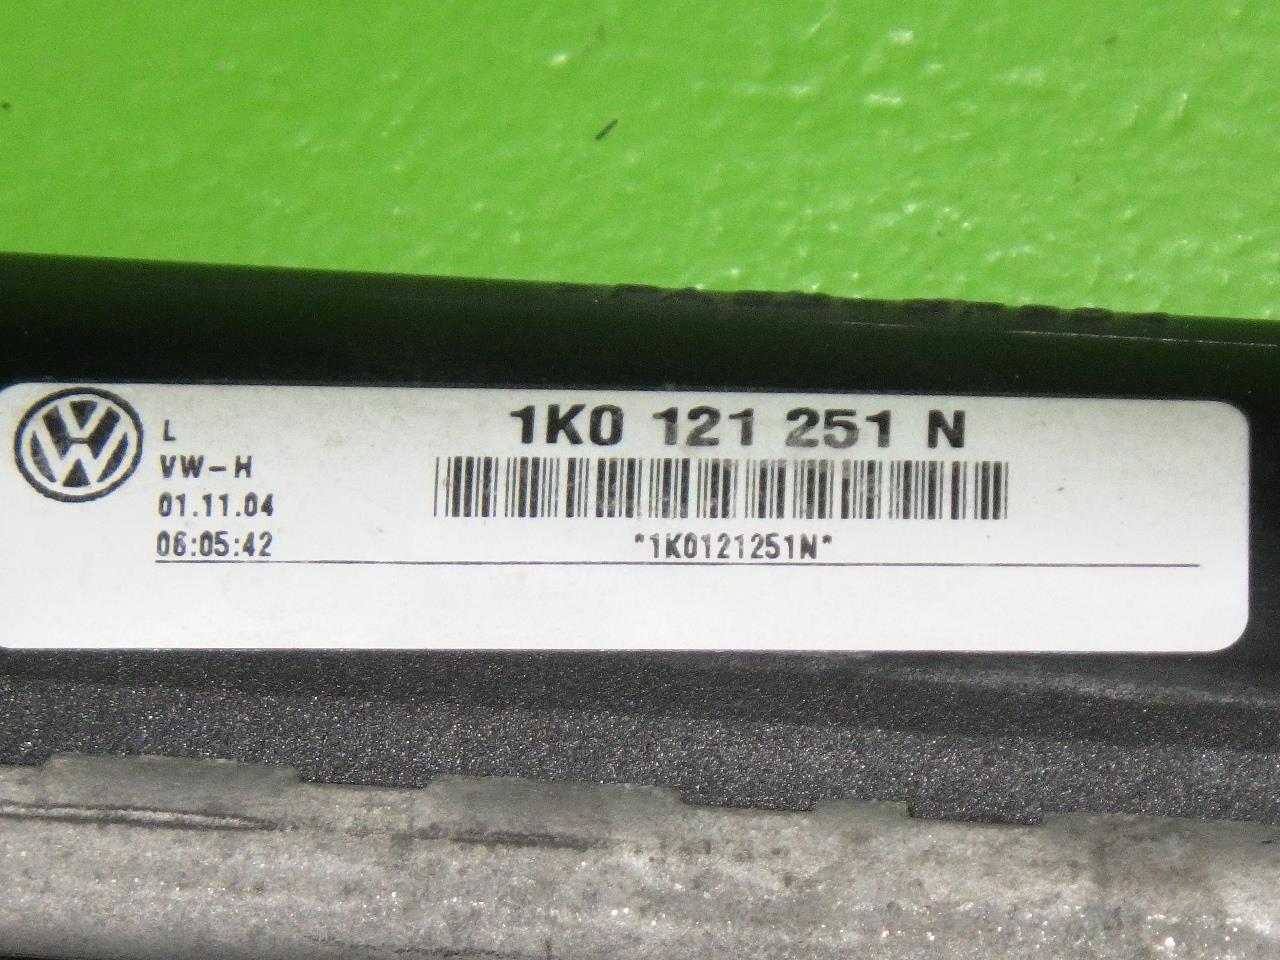 1K0 121 251 N
L
VW-H
01.11.04
06:05:42
*1K0121251N*